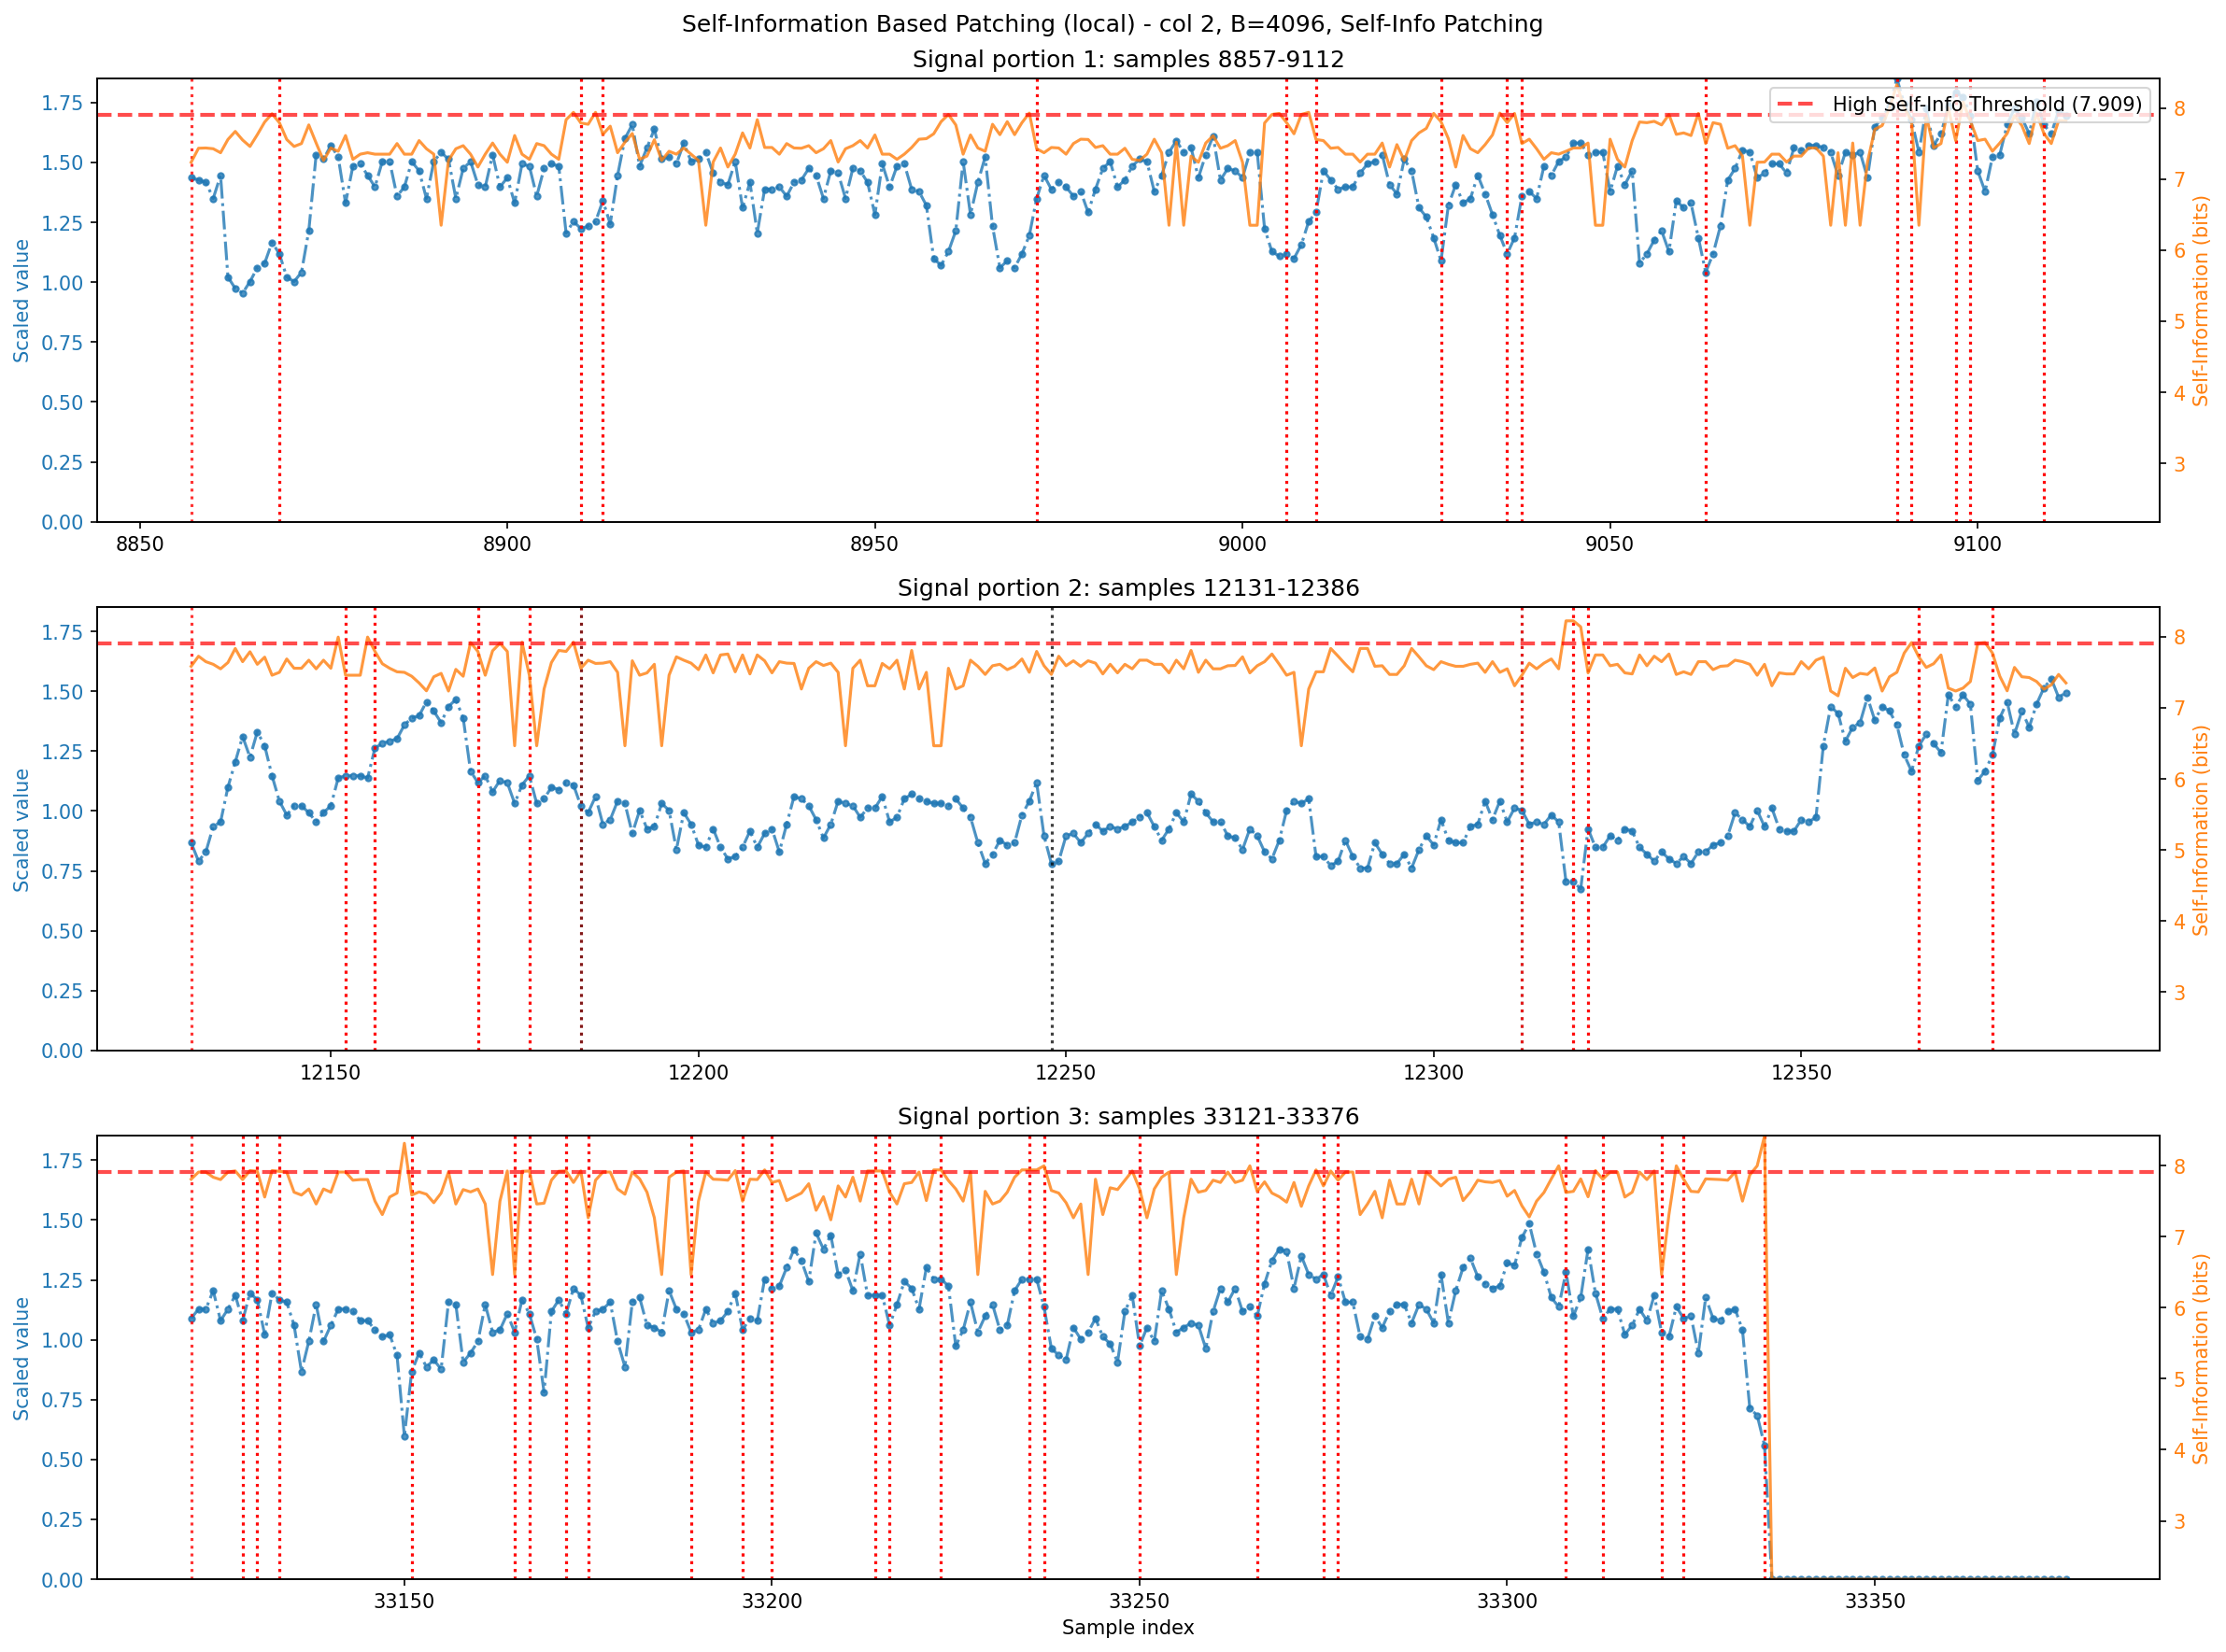 Self-Information Based Patching (local) - col 2, B=4096, Self-Info Patching
Signal portion 1: samples 8857-9112
High Self-Info Threshold (7.909)
Scaled value
Self-Information (bits)
1.75
1.50
1.25
1.00
0.75
0.50
0.25
0.00
8
7
6
5
4
3
8850 8900 8950 9000 9050 9100
Signal portion 2: samples 12131-12386
Scaled value
Self-Information (bits)
1.75
1.50
1.25
1.00
0.75
0.50
0.25
0.00
8
7
6
5
4
3
12150 12200 12250 12300 12350
Signal portion 3: samples 33121-33376
Scaled value
Self-Information (bits)
1.75
1.50
1.25
1.00
0.75
0.50
0.25
0.00
8
7
6
5
4
3
33150 33200 33250 33300 33350
Sample index